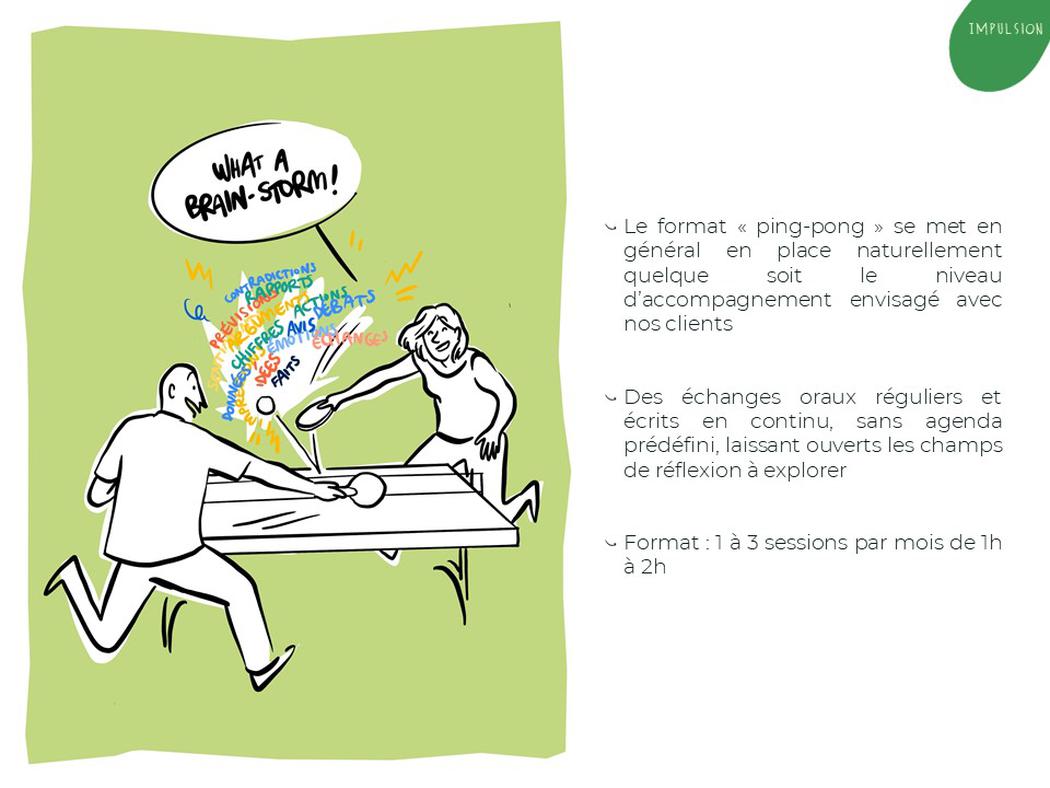 IMPULSION
WHAT A
BRAIN-STORM!
CONTRADICTIONS
RAPPORTS
PRÉVISIONS
ARGUMENTS
ACTIONS
DÉBATS
CHIFFRES
AVIS
ÉMOTIONS
ÉCHANGES
IDÉES
FAITS
DONNÉES
Le format « ping-pong » se met en
général en place naturellement
quelque soit le niveau
d’accompagnement envisagé avec
nos clients
Des échanges oraux réguliers et
écrits en continu, sans agenda
prédéfini, laissant ouverts les champs
de réflexion à explorer
Format : 1 à 3 sessions par mois de 1h
à 2h